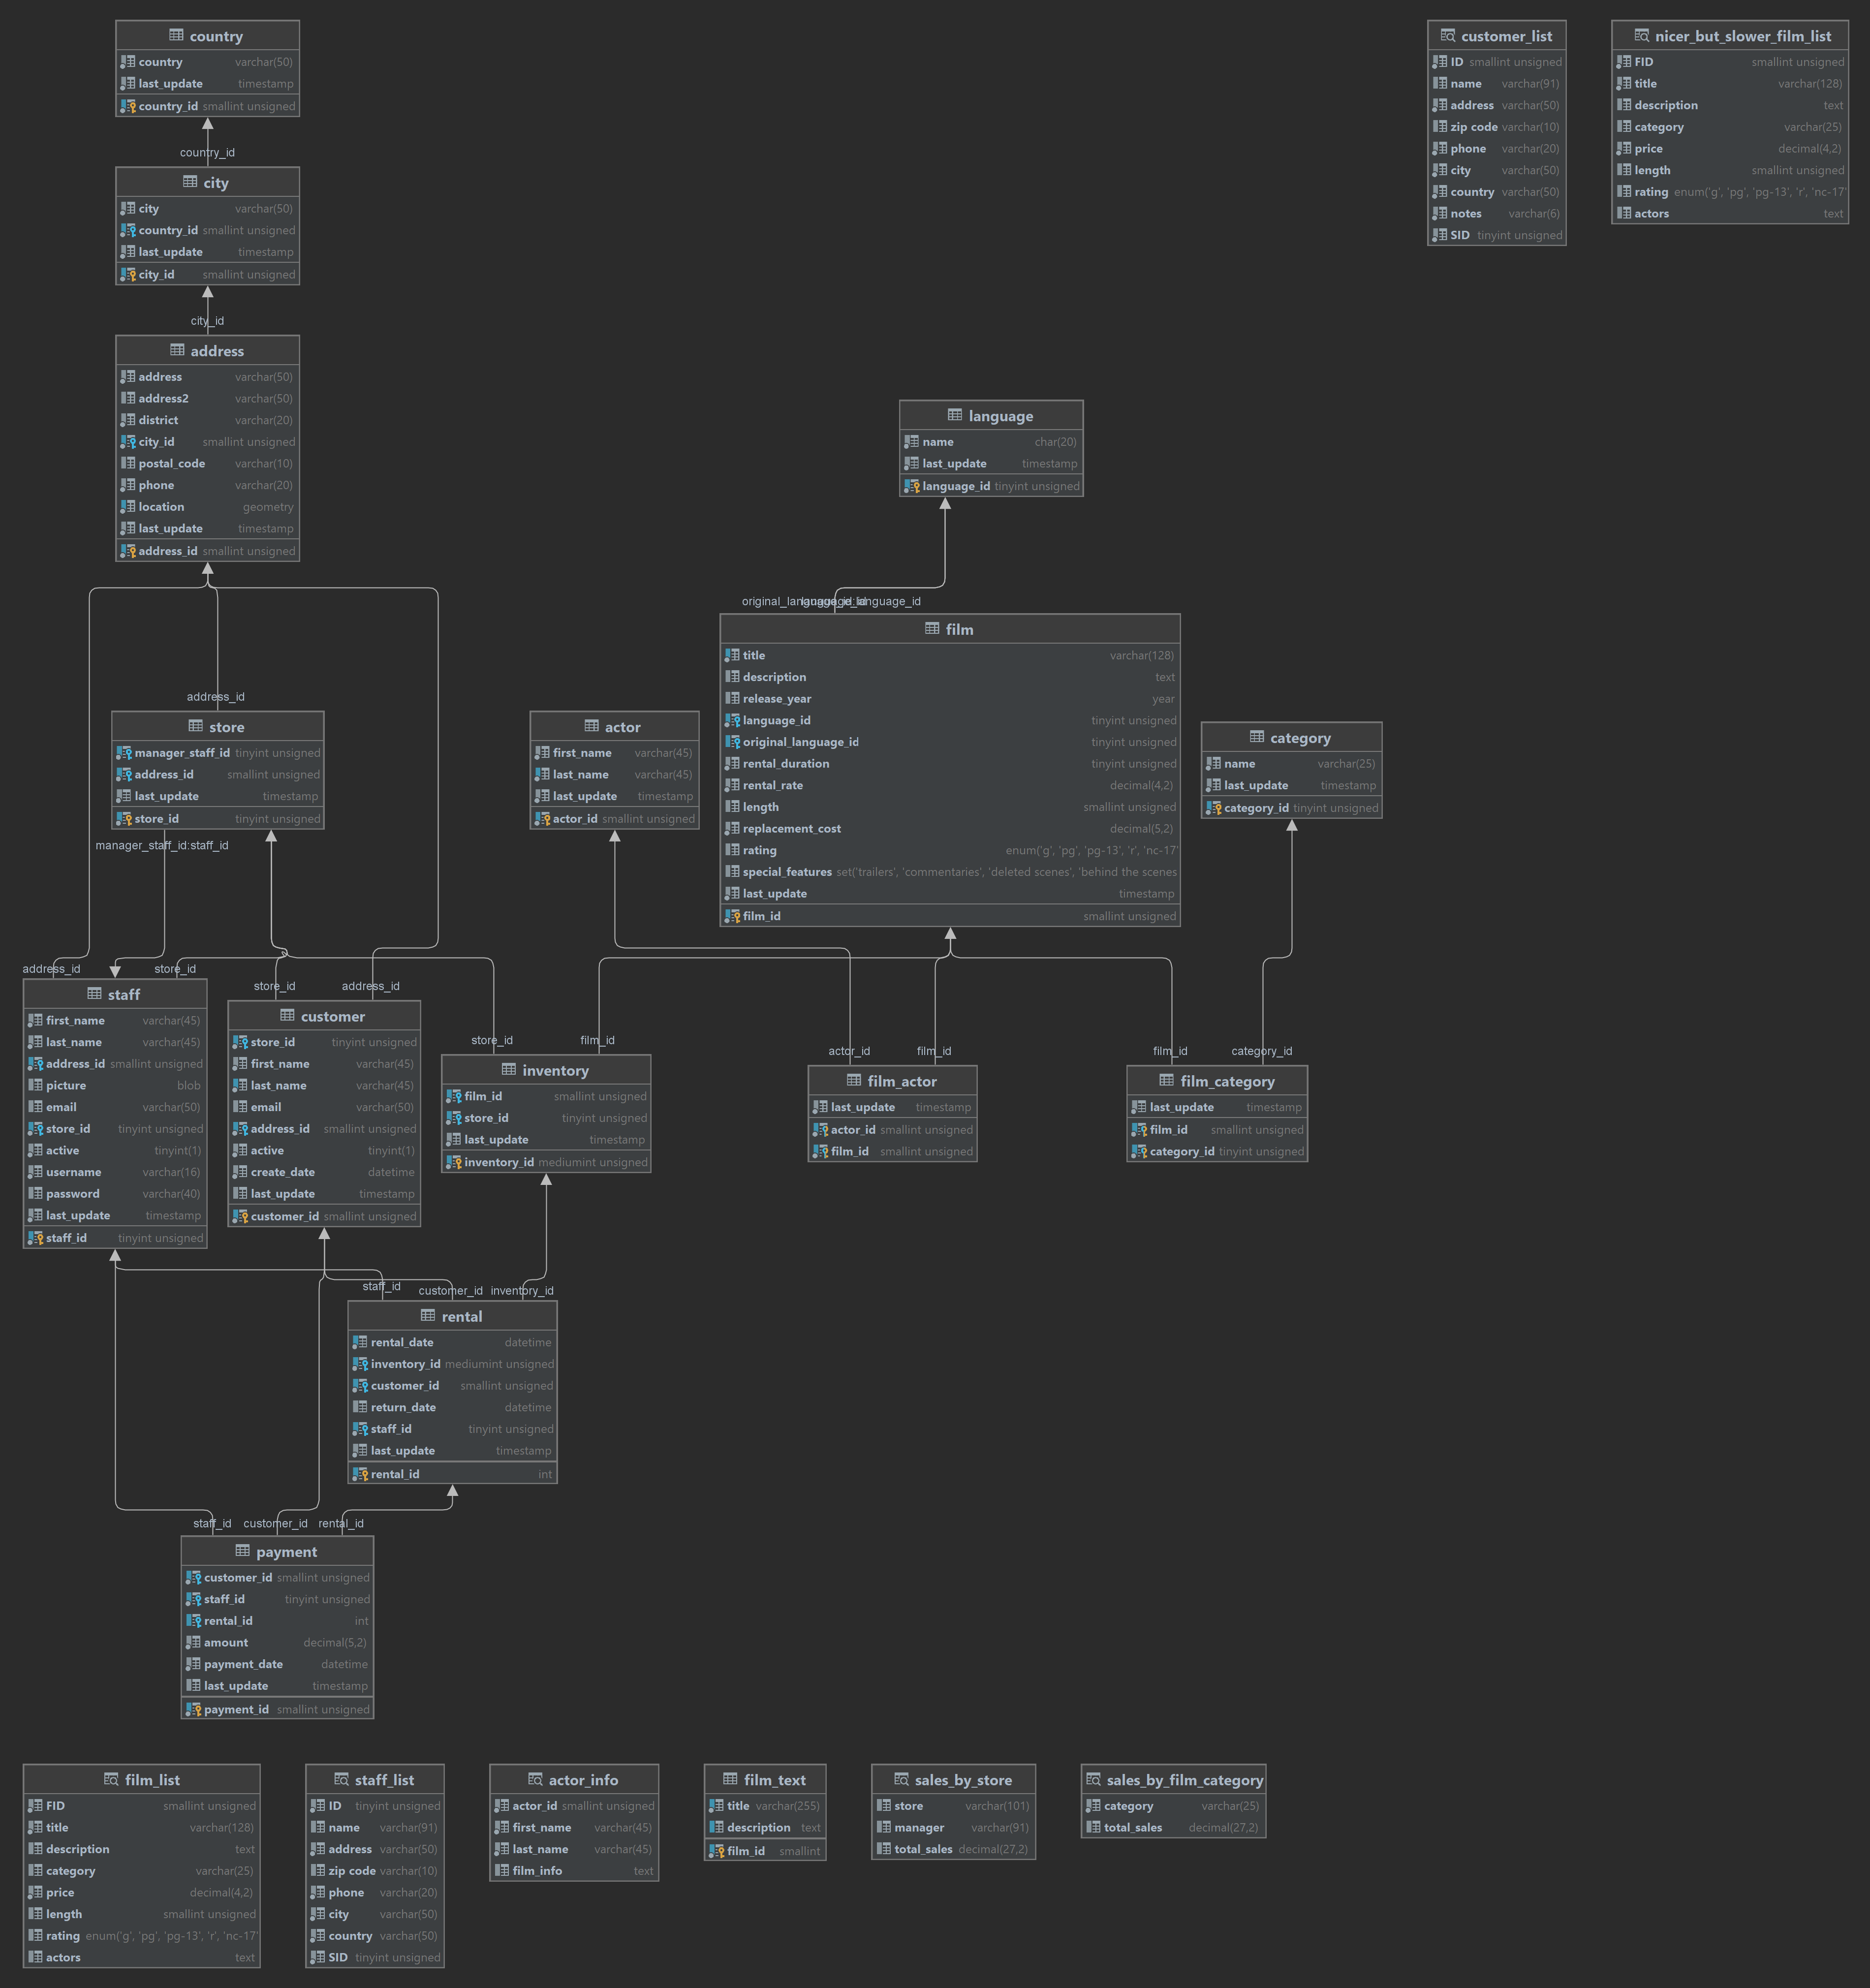 country
country varchar(50)
last_update timestamp
country_id smallint unsigned
customer_list
ID smallint unsigned
name varchar(91)
address varchar(50)
zip code varchar(10)
phone varchar(20)
city varchar(50)
country varchar(50)
notes varchar(6)
SID tinyint unsigned
nicer_but_slower_film_list
FID smallint unsigned
title varchar(128)
description text
category varchar(25)
price decimal(4,2)
length smallint unsigned
rating enum('g', 'pg', 'pg-13', 'r', 'nc-17'
actors text
country_id
city
city varchar(50)
country_id smallint unsigned
last_update timestamp
city_id smallint unsigned
city_id
address
address varchar(50)
address2 varchar(50)
district varchar(20)
city_id smallint unsigned
postal_code varchar(10)
phone varchar(20)
location geometry
last_update timestamp
address_id smallint unsigned
language
name char(20)
last_update timestamp
language_id tinyint unsigned
film
title varchar(128)
description text
release_year year
language_id tinyint unsigned
original_language_id tinyint unsigned
rental_duration tinyint unsigned
rental_rate decimal(4,2)
length smallint unsigned
replacement_cost decimal(5,2)
rating enum('g', 'pg', 'pg-13', 'r', 'nc-17'
special_features set('trailers', 'commentaries', 'deleted scenes', 'behind the scenes
last_update timestamp
film_id smallint unsigned
address_id
store
manager_staff_id tinyint unsigned
address_id smallint unsigned
last_update timestamp
store_id tinyint unsigned
manager_staff_id:staff_id
actor
first_name varchar(45)
last_name varchar(45)
last_update timestamp
actor_id smallint unsigned
category
name varchar(25)
last_update timestamp
category_id tinyint unsigned
address_id
store_id
staff
first_name varchar(45)
last_name varchar(45)
address_id smallint unsigned
picture blob
email varchar(50)
store_id tinyint unsigned
active tinyint(1)
username varchar(16)
password varchar(40)
last_update timestamp
staff_id tinyint unsigned
store_id
address_id
customer
store_id tinyint unsigned
first_name varchar(45)
last_name varchar(45)
email varchar(50)
address_id smallint unsigned
active tinyint(1)
create_date datetime
last_update timestamp
customer_id smallint unsigned
store_id
film_id
inventory
film_id smallint unsigned
store_id tinyint unsigned
last_update timestamp
inventory_id mediumint unsigned
actor_id
film_id
film_actor
last_update timestamp
actor_id smallint unsigned
film_id smallint unsigned
film_id
category_id
film_category
last_update timestamp
film_id smallint unsigned
category_id tinyint unsigned
staff_id
customer_id
inventory_id
rental
rental_date datetime
inventory_id mediumint unsigned
customer_id smallint unsigned
return_date datetime
staff_id tinyint unsigned
last_update timestamp
rental_id int
staff_id
customer_id
rental_id
payment
customer_id smallint unsigned
staff_id tinyint unsigned
rental_id int
amount decimal(5,2)
payment_date datetime
last_update timestamp
payment_id smallint unsigned
film_list
FID smallint unsigned
title varchar(128)
description text
category varchar(25)
price decimal(4,2)
length smallint unsigned
rating enum('g', 'pg', 'pg-13', 'r', 'nc-17'
actors text
staff_list
ID tinyint unsigned
name varchar(91)
address varchar(50)
zip code varchar(10)
phone varchar(20)
city varchar(50)
country varchar(50)
SID tinyint unsigned
actor_info
actor_id smallint unsigned
first_name varchar(45)
last_name varchar(45)
film_info text
film_text
title varchar(255)
description text
film_id smallint
sales_by_store
store varchar(101)
manager varchar(91)
total_sales decimal(27,2)
sales_by_film_category
category varchar(25)
total_sales decimal(27,2)